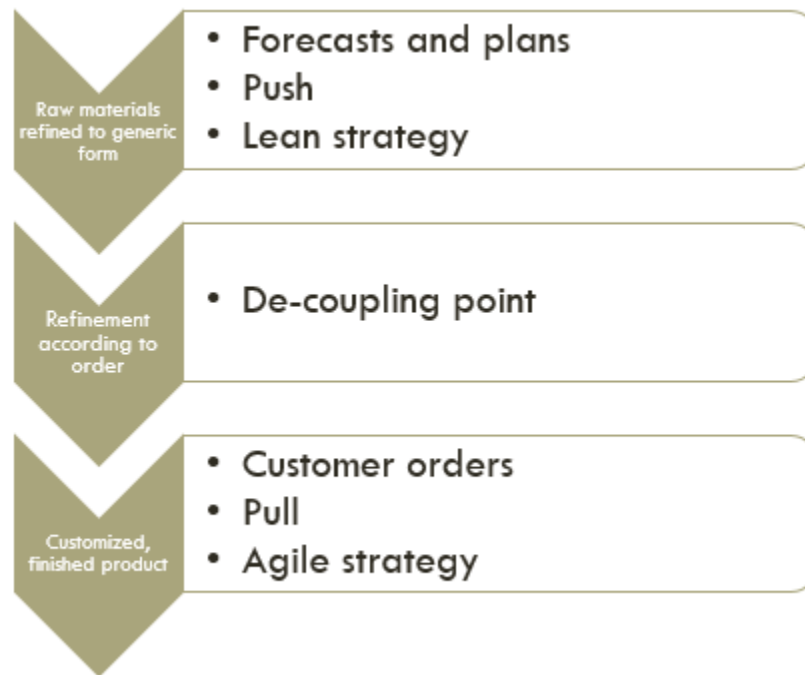 Raw materials
refined to generic
form
• Forecasts and plans
• Push
• Lean strategy
Refinement
according to
order
• De-coupling point
Customized,
finished product
• Customer orders
• Pull
• Agile strategy